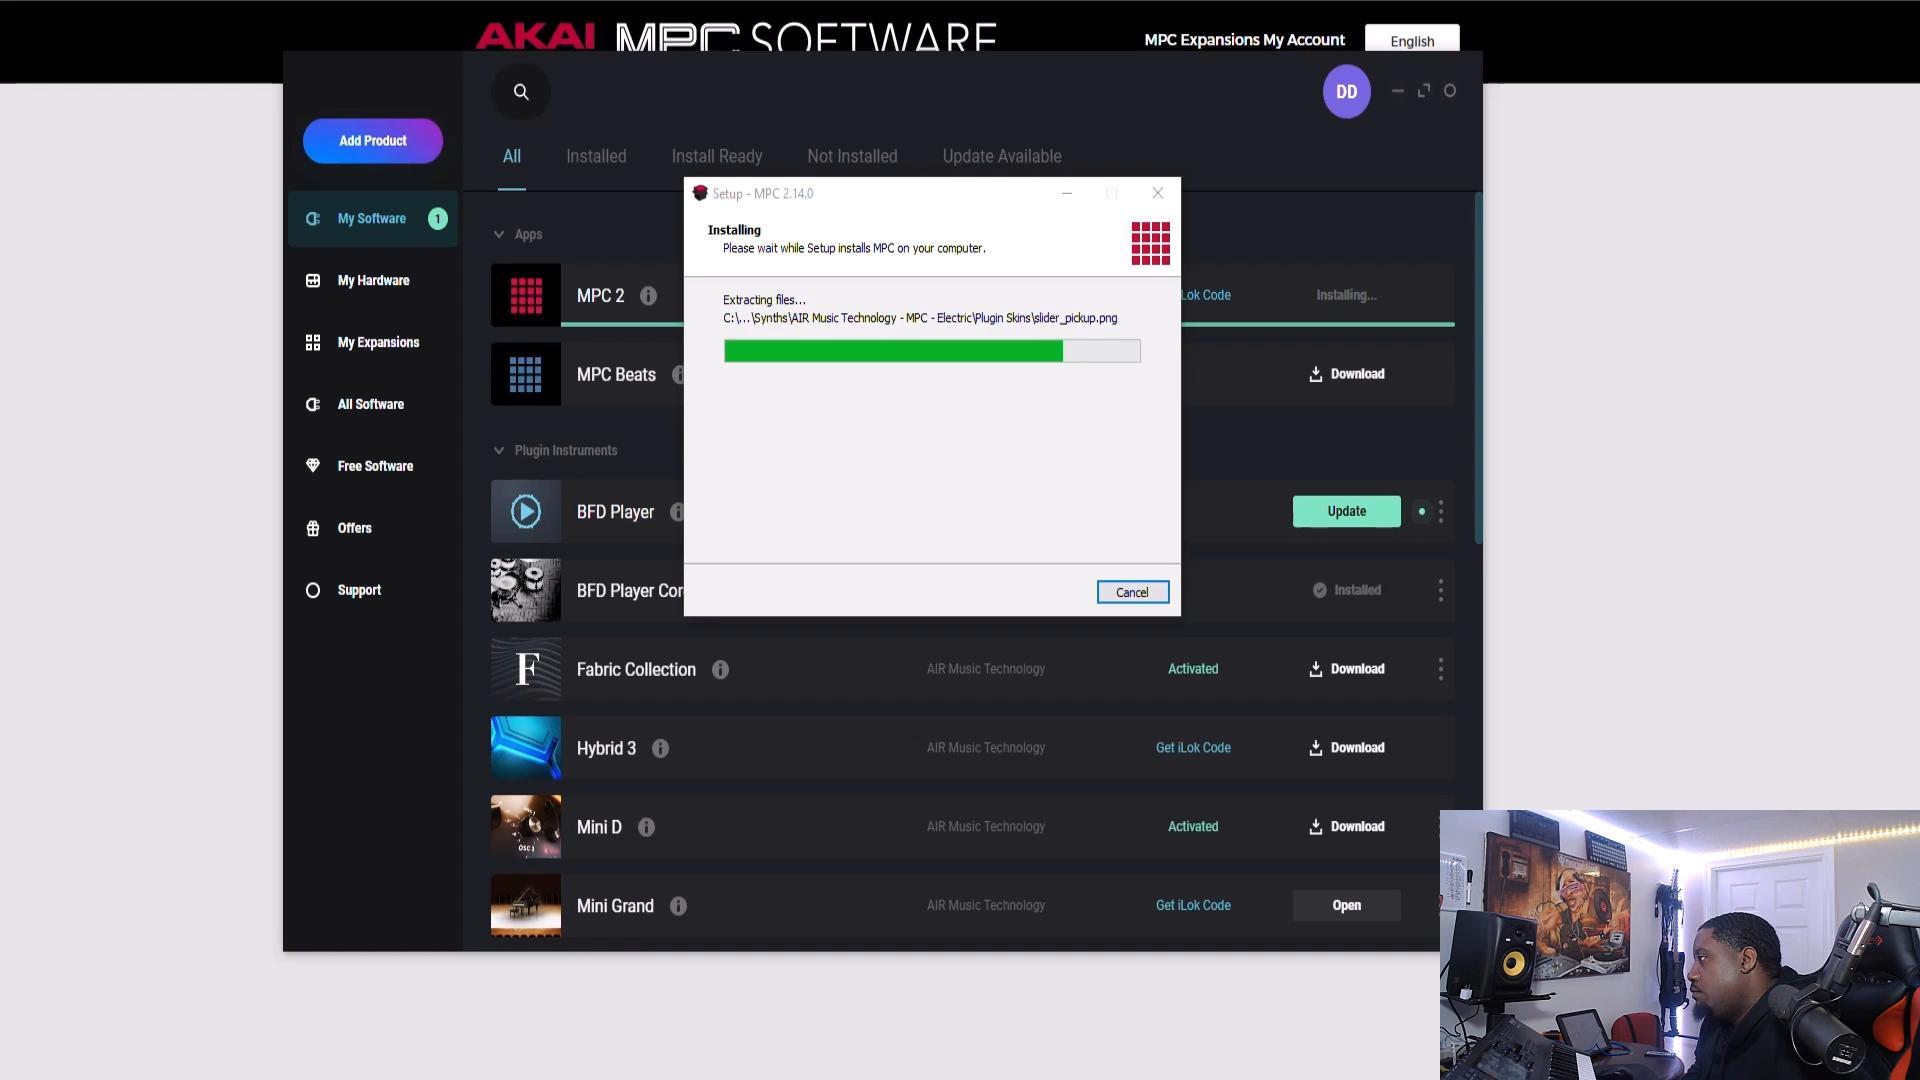 AKAI MPC SOFTWARE
MPC Expansions My Account
English
DD
Add Product
All
Installed
Install Ready
Not Installed
Update Available
My Software
1
My Hardware
My Expansions
All Software
Free Software
Offers
Support
Apps
MPC 2
Lok Code
Installing...
MPC Beats
Download
Setup - MPC 2.14.0
Installing
Please wait while Setup installs MPC on your computer.
Extracting files...
C:\...\Synths\AIR Music Technology - MPC - Electric\Plugin Skins\slider_pickup.png
Cancel
Plugin Instruments
BFD Player
Update
BFD Player Cor
Installed
F
Fabric Collection
AIR Music Technology
Activated
Download
Hybrid 3
AIR Music Technology
Get iLok Code
Download
Mini D
AIR Music Technology
Activated
Download
Mini Grand
AIR Music Technology
Get iLok Code
Open